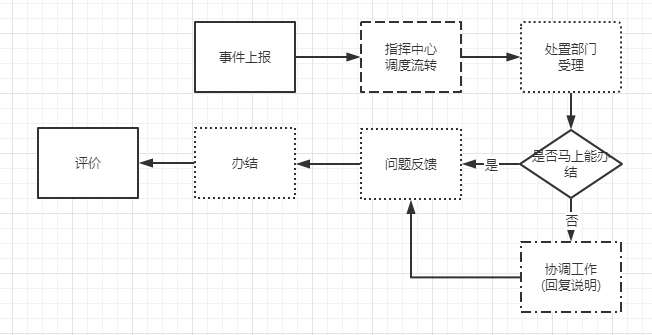 事件上报
指挥中心
调度流转
处置部门
受理
是否马上能办
结
是
问题反馈
办结
评价
否
协调工作
(回复说明)